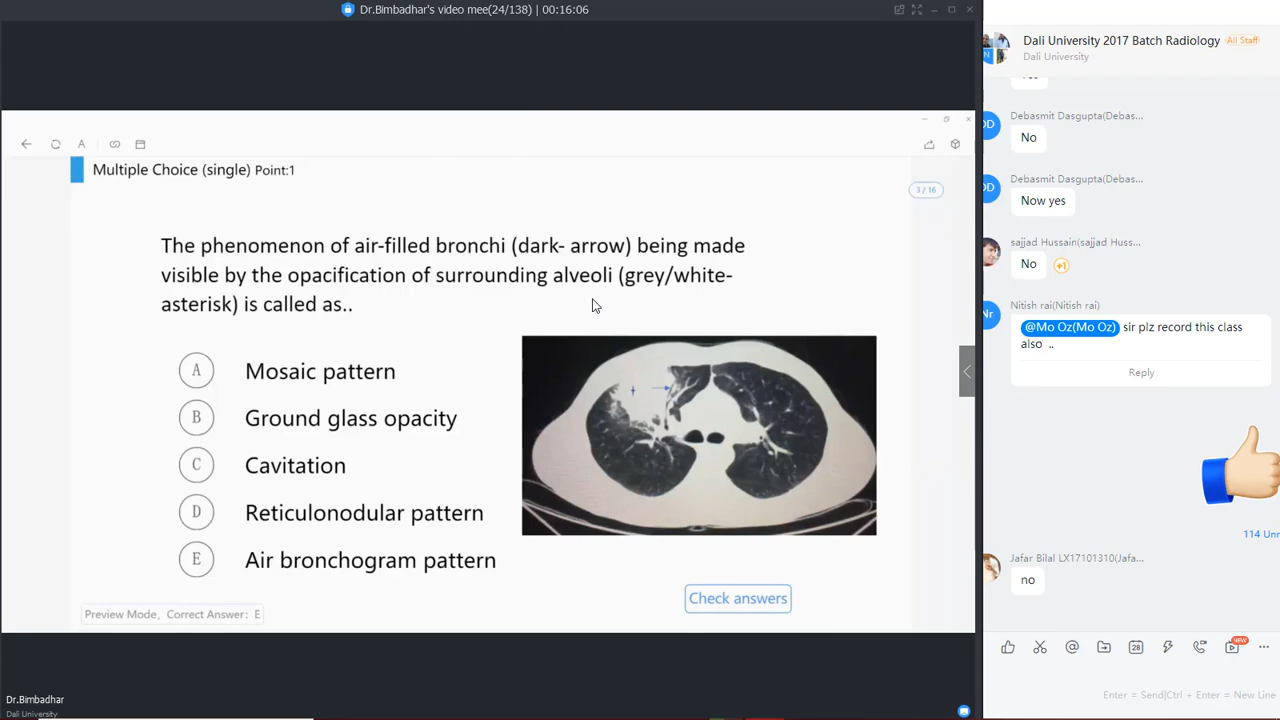 Dr.Bimbadhar's video mee(24/138) | 00:16:06
Multiple Choice (single) Point:1
3 / 16
The phenomenon of air-filled bronchi (dark- arrow) being made
visible by the opacification of surrounding alveoli (grey/white-
asterisk) is called as..
A Mosaic pattern
B Ground glass opacity
C Cavitation
D Reticulonodular pattern
E Air bronchogram pattern
Check answers
Preview Mode, Correct Answer: E
Dr.Bimbadhar
Dali University
Dali University 2017 Batch Radiology All Staff
Dali University
Debasmit Dasgupta(Debas...
DD
No
Debasmit Dasgupta(Debas...
DD
Now yes
sajjad Hussain(sajjad Huss...
No +1
Nitish rai(Nitish rai)
Nr
@Mo Oz(Mo Oz) sir plz record this class
also ..
Reply
114 Unr
Jafar Bilal LX17101310(Jafa...
no
28
NEW
Enter = Send|Ctrl + Enter = New Line